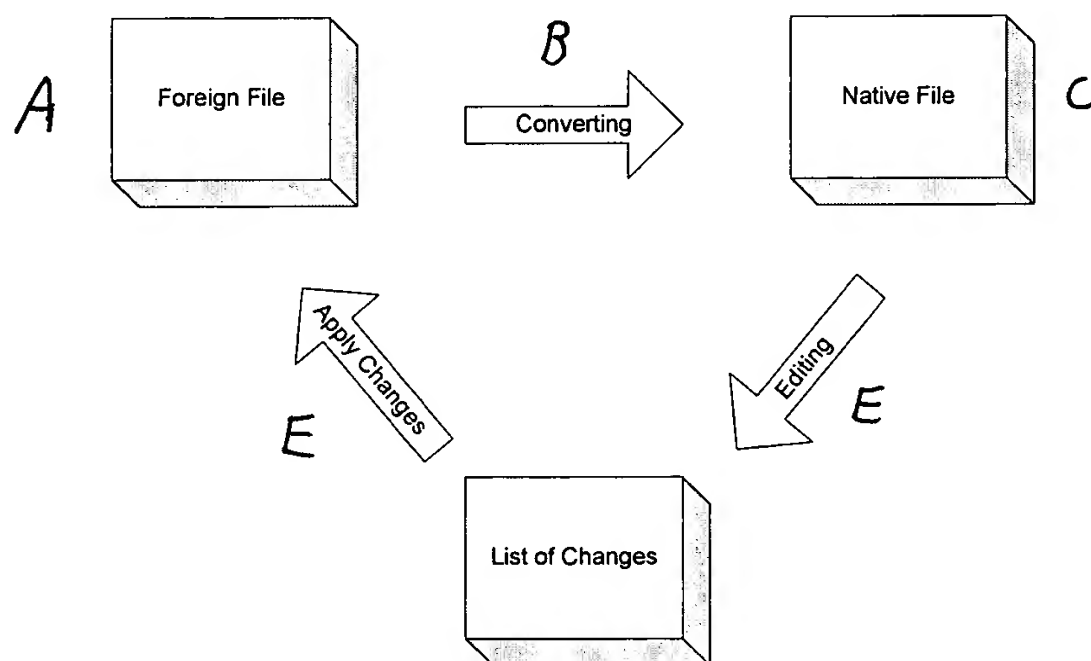 B
A
Foreign File
Converting
Native File
C
Apply Changes
Editing
E
E
List of Changes